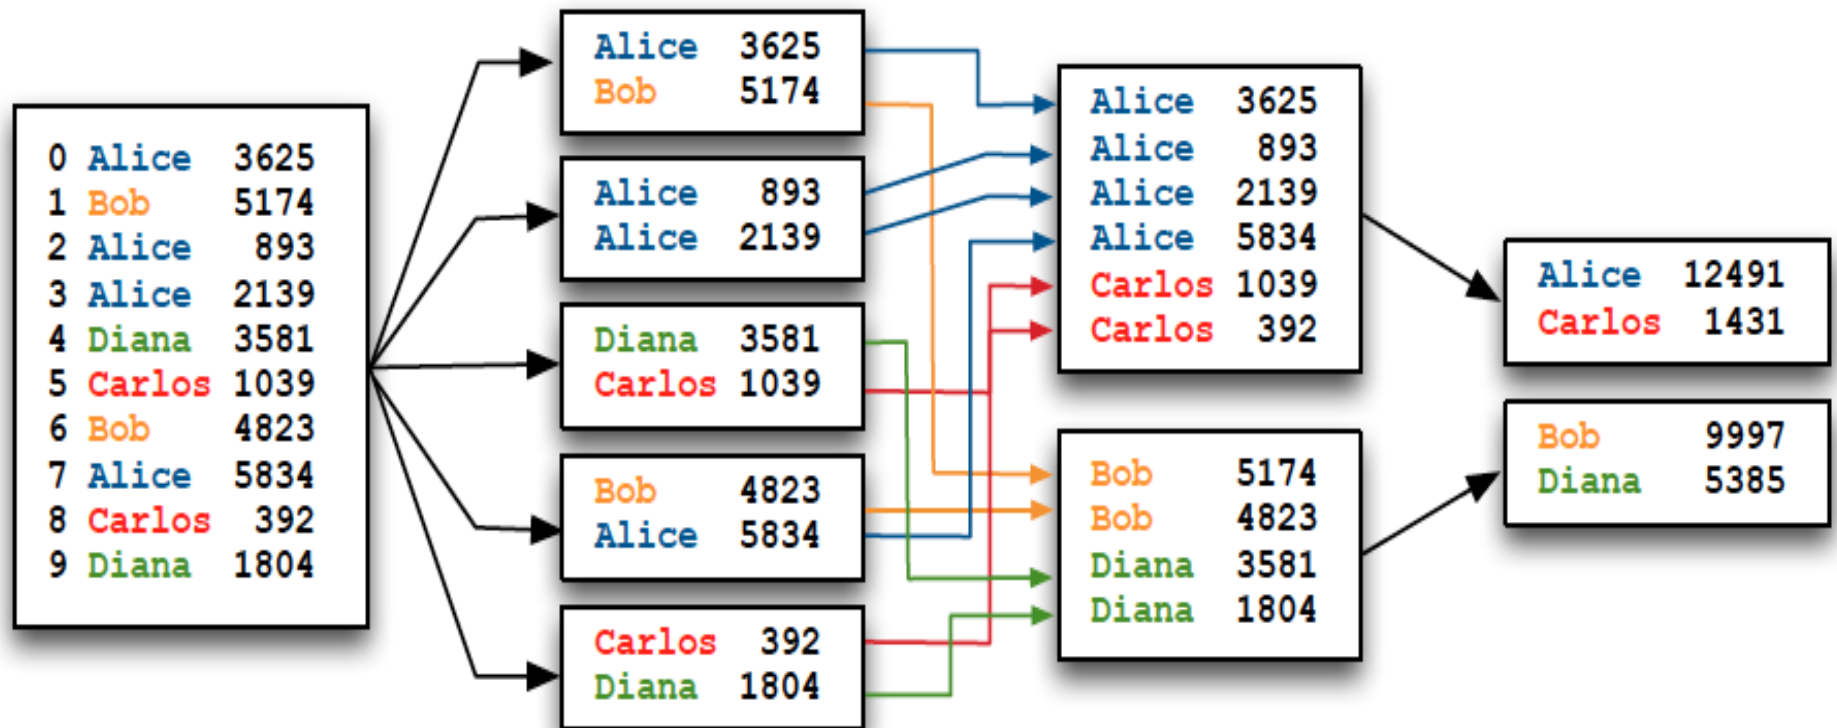 0 Alice 3625
1 Bob 5174
2 Alice 893
3 Alice 2139
4 Diana 3581
5 Carlos 1039
6 Bob 4823
7 Alice 5834
8 Carlos 392
9 Diana 1804
Alice 3625
Bob 5174
Alice 893
Alice 2139
Diana 3581
Carlos 1039
Bob 4823
Alice 5834
Carlos 392
Diana 1804
Alice 3625
Alice 893
Alice 2139
Alice 5834
Carlos 1039
Carlos 392
Bob 5174
Bob 4823
Diana 3581
Diana 1804
Alice 12491
Carlos 1431
Bob 9997
Diana 5385